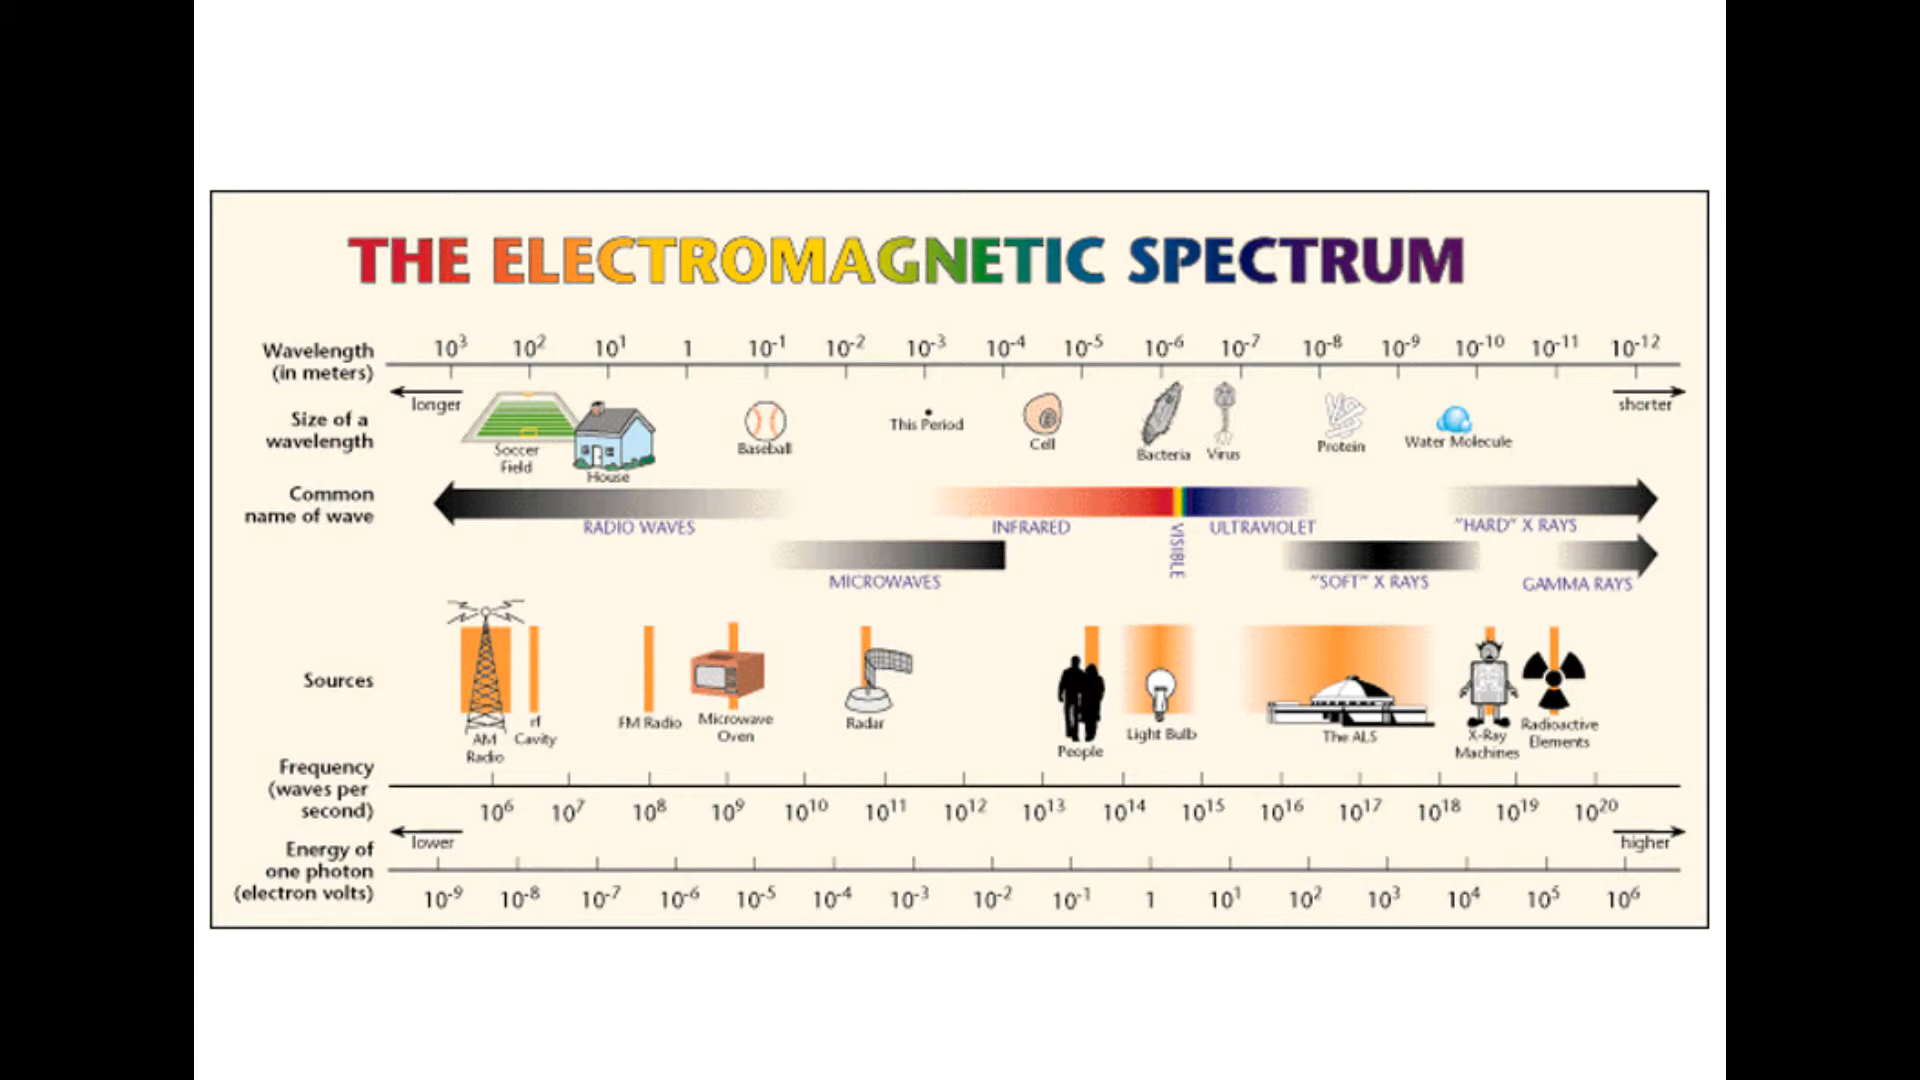 THE ELECTROMAGNETIC SPECTRUM
Wavelength
(in meters)
10³ 10² 10¹ 1 10⁻¹ 10⁻² 10⁻³ 10⁻⁴ 10⁻⁵ 10⁻⁶ 10⁻⁷ 10⁻⁸ 10⁻⁹ 10⁻¹⁰ 10⁻¹¹ 10⁻¹²
longer
shorter
Size of a
wavelength
Soccer
Field
House
Baseball
This Period
Cell
Bacteria
Virus
Protein
Water Molecule
Common
name of wave
RADIO WAVES
INFRARED
VISIBLE
ULTRAVIOLET
"HARD" X RAYS
MICROWAVES
"SOFT" X RAYS
GAMMA RAYS
Sources
AM
Radio
rf
Cavity
FM Radio
Microwave
Oven
Radar
People
Light Bulb
The ALS
X-Ray
Machines
Radioactive
Elements
Frequency
(waves per
second)
10⁶ 10⁷ 10⁸ 10⁹ 10¹⁰ 10¹¹ 10¹² 10¹³ 10¹⁴ 10¹⁵ 10¹⁶ 10¹⁷ 10¹⁸ 10¹⁹ 10²⁰
lower
higher
Energy of
one photon
(electron volts)
10⁻⁹ 10⁻⁸ 10⁻⁷ 10⁻⁶ 10⁻⁵ 10⁻⁴ 10⁻³ 10⁻² 10⁻¹ 1 10¹ 10² 10³ 10⁴ 10⁵ 10⁶